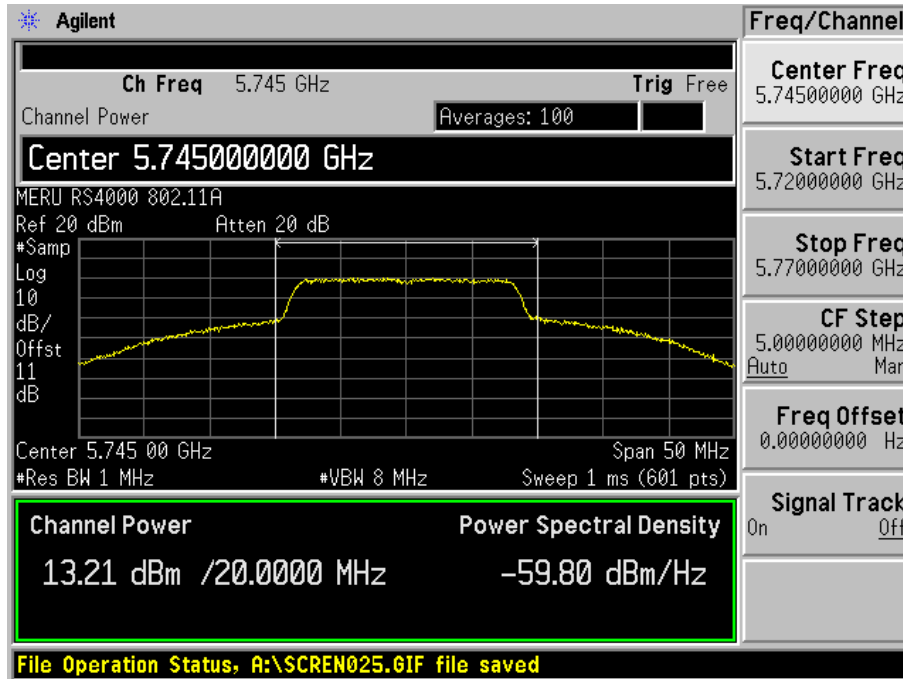 Agilent
Ch Freq 5.745 GHz Trig Free
Channel Power Averages: 100
Center 5.745000000 GHz
MERU RS4000 802.11A
Ref 20 dBm Atten 20 dB
#Samp
Log
10
dB/
Offst
11
dB
Center 5.745 00 GHz Span 50 MHz
#Res BW 1 MHz #VBW 8 MHz Sweep 1 ms (601 pts)
Channel Power Power Spectral Density
13.21 dBm /20.0000 MHz -59.80 dBm/Hz
File Operation Status, A:\SCREN025.GIF file saved
Freq/Channel
Center Freq
5.74500000 GHz
Start Freq
5.72000000 GHz
Stop Freq
5.77000000 GHz
CF Step
5.00000000 MHz
Auto Man
Freq Offset
0.00000000 Hz
Signal Track
On Off